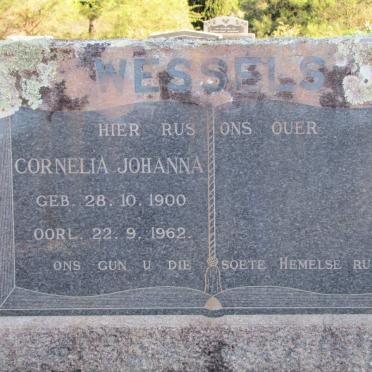 WESSELS
HIER RUS ONS OUER
CORNELIA JOHANNA
GEB. 28.10.1900
OORL. 22.9.1962.
ONS GUN U DIE SOETE HEMELSE RU